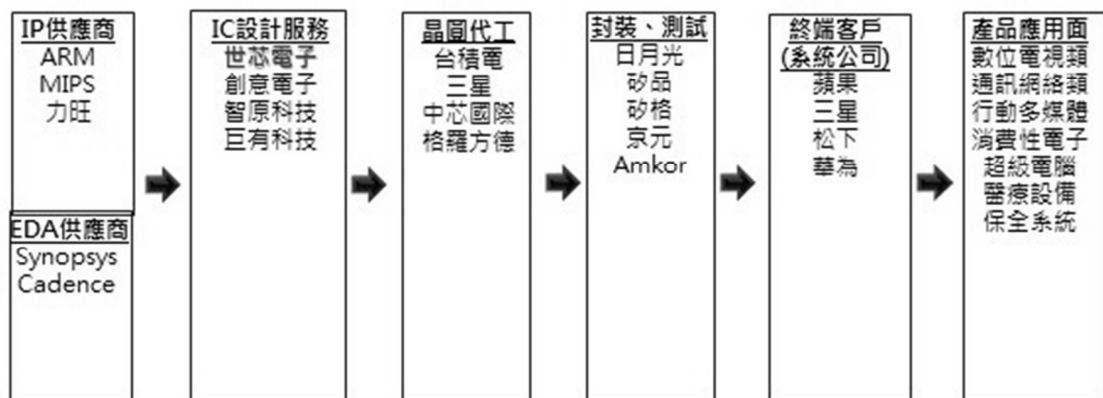 IP供應商
ARM
MIPS
力旺
EDA供應商
Synopsys
Cadence
IC設計服務
世芯電子
創意電子
智原科技
巨有科技
晶圓代工
台積電
三星
中芯國際
格羅方德
封裝、測試
日月光
矽品
矽格
京元
Amkor
終端客戶
(系統公司)
蘋果
三星
松下
華為
產品應用面
數位電視類
通訊網絡類
行動多媒體
消費性電子
超級電腦
醫療設備
保全系統